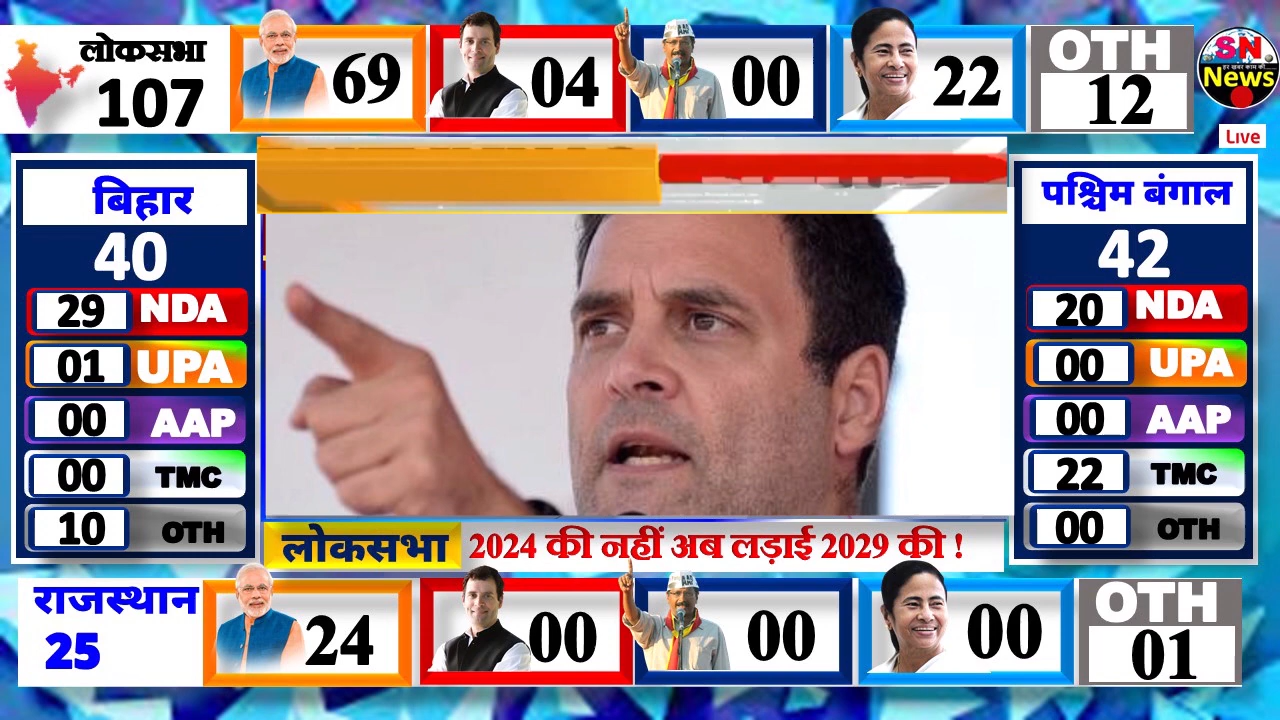 लोकसभा
107
69
04
00
22
OTH
12
SN
हर खबर काम की
News
Live
बिहार
40
29 NDA
01 UPA
00 AAP
00 TMC
10 OTH
पश्चिम बंगाल
42
20 NDA
00 UPA
00 AAP
22 TMC
00 OTH
लोकसभा 2024 की नहीं अब लड़ाई 2029 की !
राजस्थान
25
24
00
00
00
OTH
01